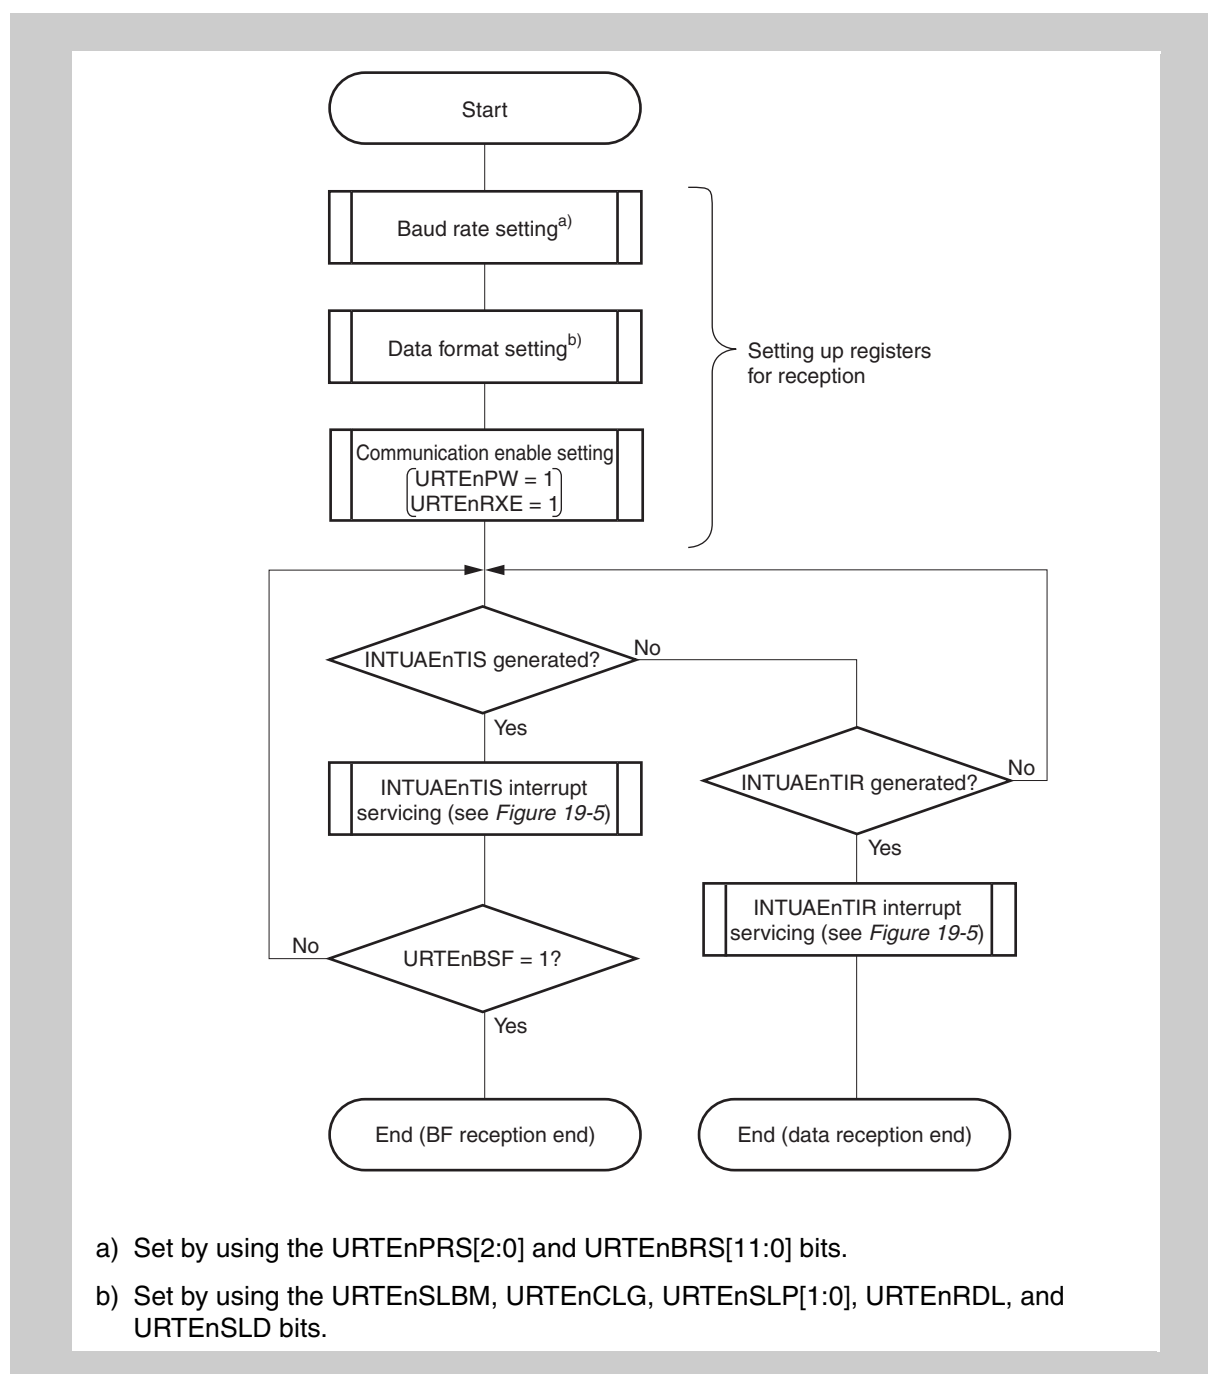 Start
Baud rate settinga)
Data format settingb)
Setting up registers
for reception
Communication enable setting
URTEnPW = 1
URTEnRXE = 1
INTUAEnTIS generated?
No
Yes
INTUAEnTIR generated?
No
INTUAEnTIS interrupt
servicing (see Figure 19-5)
Yes
INTUAEnTIR interrupt
servicing (see Figure 19-5)
No
URTEnBSF = 1?
Yes
End (BF reception end)
End (data reception end)
a) Set by using the URTEnPRS[2:0] and URTEnBRS[11:0] bits.
b) Set by using the URTEnSLBM, URTEnCLG, URTEnSLP[1:0], URTEnRDL, and
URTEnSLD bits.